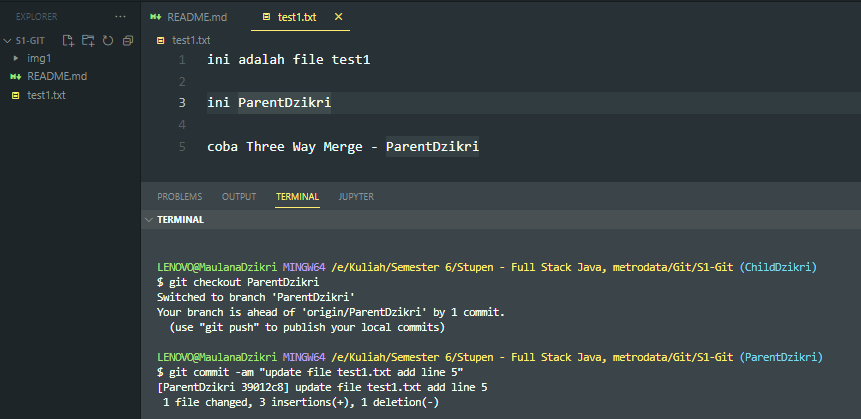 EXPLORER ...
S1-GIT
img1
README.md
test1.txt
README.md test1.txt
test1.txt
1 ini adalah file test1
2
3 ini ParentDzikri
4
5 coba Three Way Merge - ParentDzikri
PROBLEMS OUTPUT TERMINAL JUPYTER
TERMINAL
LENOVO@MaulanaDzikri MINGW64 /e/Kuliah/Semester 6/Stupen - Full Stack Java, metrodata/Git/S1-Git (ChildDzikri)
$ git checkout ParentDzikri
Switched to branch 'ParentDzikri'
Your branch is ahead of 'origin/ParentDzikri' by 1 commit.
(use "git push" to publish your local commits)
LENOVO@MaulanaDzikri MINGW64 /e/Kuliah/Semester 6/Stupen - Full Stack Java, metrodata/Git/S1-Git (ParentDzikri)
$ git commit -am "update file test1.txt add line 5"
[ParentDzikri 39012c8] update file test1.txt add line 5
1 file changed, 3 insertions(+), 1 deletion(-)